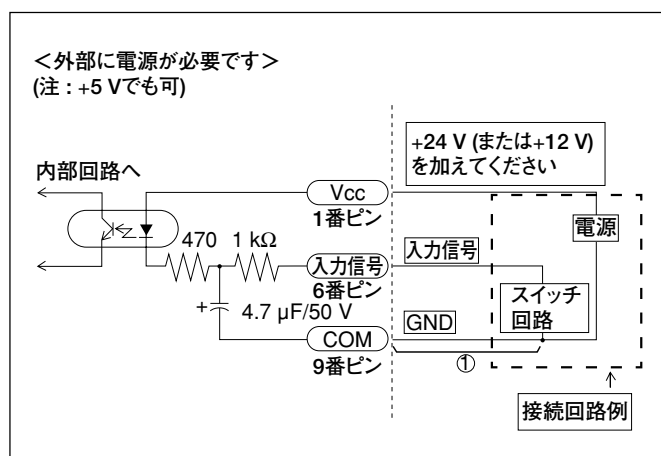 ＜外部に電源が必要です＞
(注 : +5 Vでも可)
+24 V (または+12 V)
を加えてください
内部回路へ
Vcc
1番ピン
電源
470
1 kΩ
入力信号
6番ピン
入力信号
スイッチ
回路
+
4.7 µF/50 V
GND
COM
9番ピン
①
接続回路例